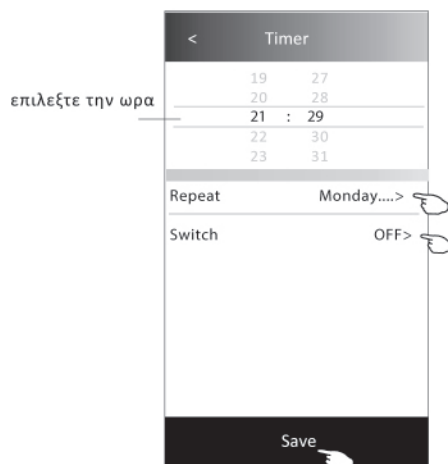 < Timer
19 27
20 28
επιλεξτε την ωρα
21 : 29
22 30
23 31
Repeat Monday....>
Switch OFF>
Save